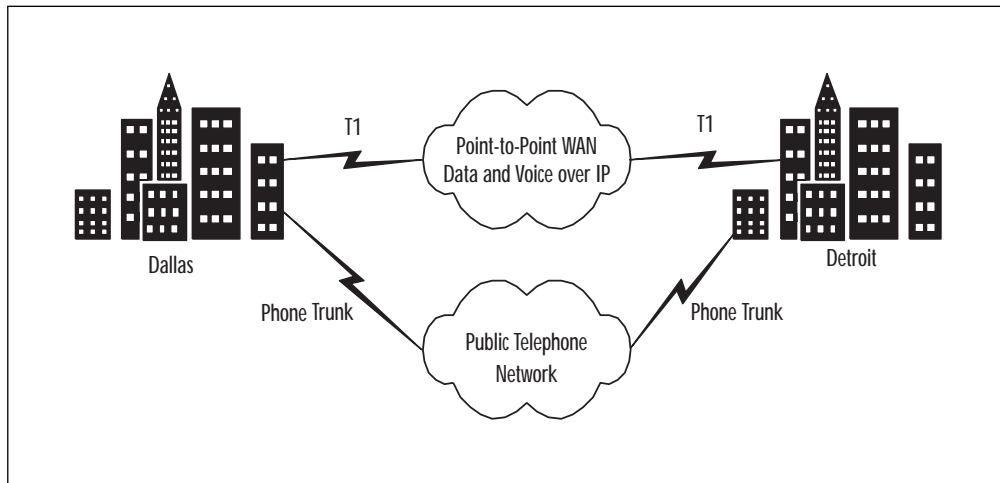 T1
Point-to-Point WAN
Data and Voice over IP
T1
Dallas
Detroit
Phone Trunk
Public Telephone
Network
Phone Trunk